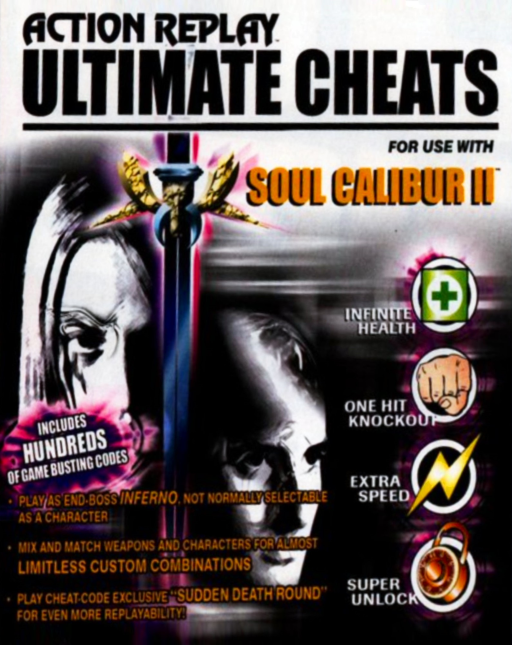 ACTION REPLAY
ULTIMATE CHEATS
FOR USE WITH
SOUL CALIBUR II™
INFINITE
HEALTH
ONE HIT
KNOCKOUT
INCLUDES
HUNDREDS
OF GAME BUSTING CODES
EXTRA
SPEED
• PLAY AS END-BOSS INFERNO, NOT NORMALLY SELECTABLE
AS A CHARACTER
• MIX AND MATCH WEAPONS AND CHARACTERS FOR ALMOST
LIMITLESS CUSTOM COMBINATIONS
• PLAY CHEAT-CODE EXCLUSIVE "SUDDEN DEATH ROUND"
FOR EVEN MORE REPLAYABILITY!
SUPER
UNLOCK